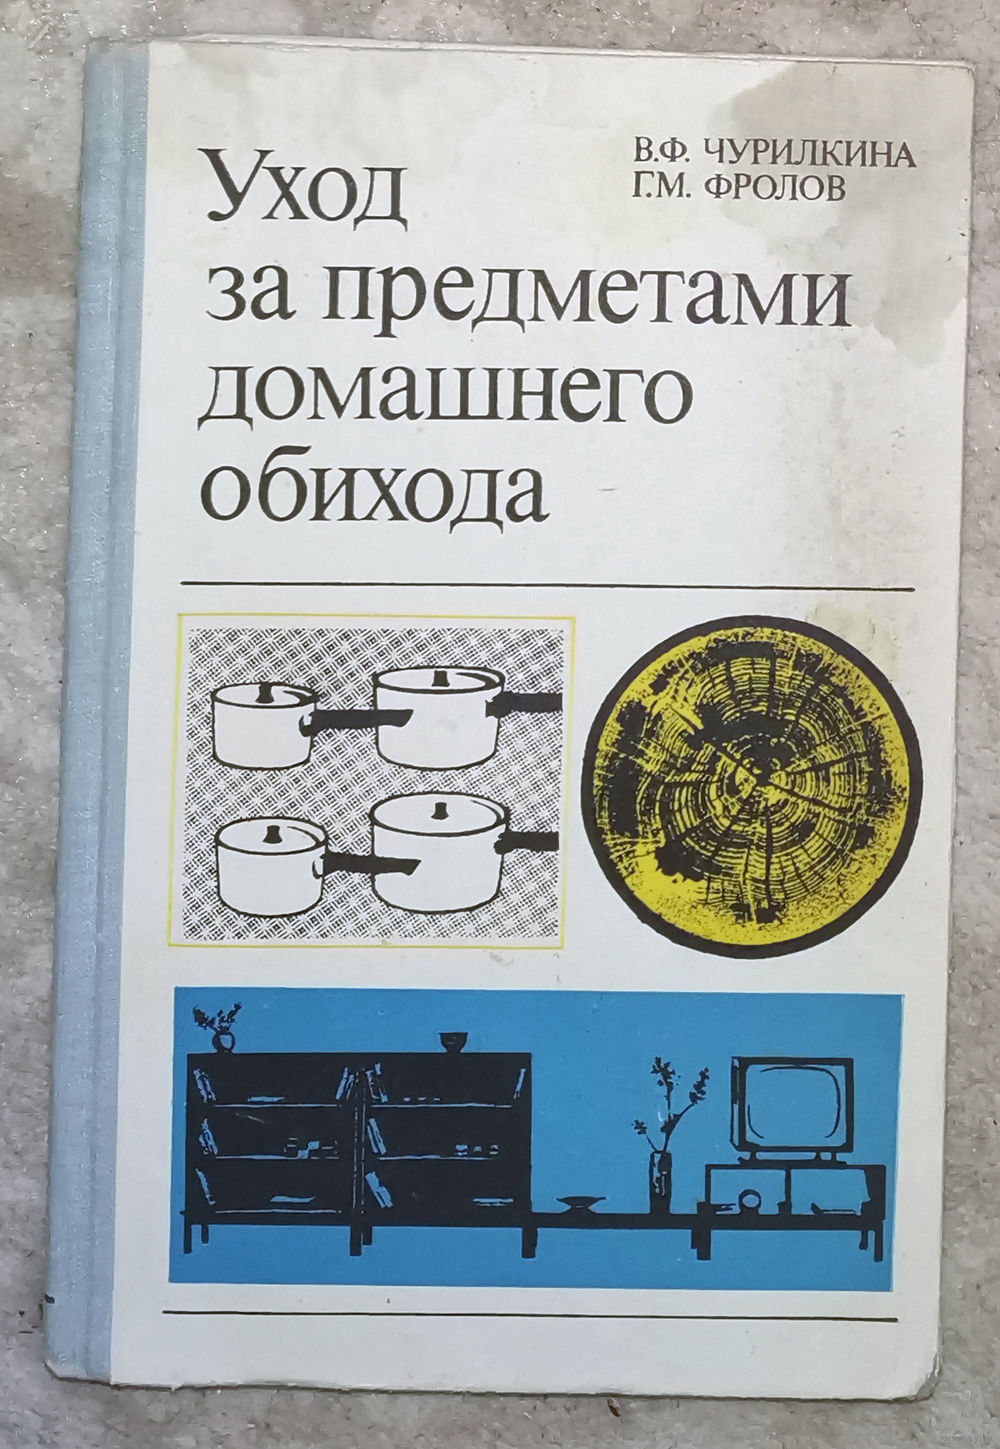 В.Ф. ЧУРИЛКИНА
Г.М. ФРОЛОВ
Уход
за предметами
домашнего
обихода